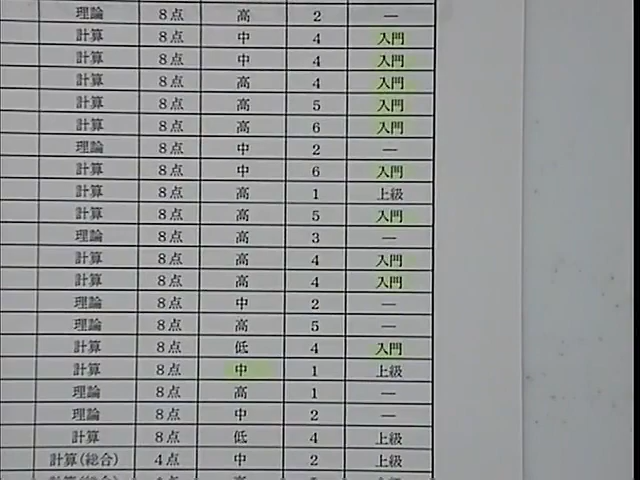 理論 8点 高 2 ―
計算 8点 中 4 入門
計算 8点 中 4 入門
計算 8点 高 4 入門
計算 8点 高 5 入門
計算 8点 高 6 入門
理論 8点 中 2 ―
計算 8点 中 6 入門
計算 8点 高 1 上級
計算 8点 高 5 入門
理論 8点 高 3 ―
計算 8点 高 4 入門
計算 8点 高 4 入門
理論 8点 中 2 ―
理論 8点 高 5 ―
計算 8点 低 4 入門
計算 8点 中 1 上級
理論 8点 高 1 ―
理論 8点 中 2 ―
計算 8点 低 4 上級
計算(総合) 4点 中 2 上級